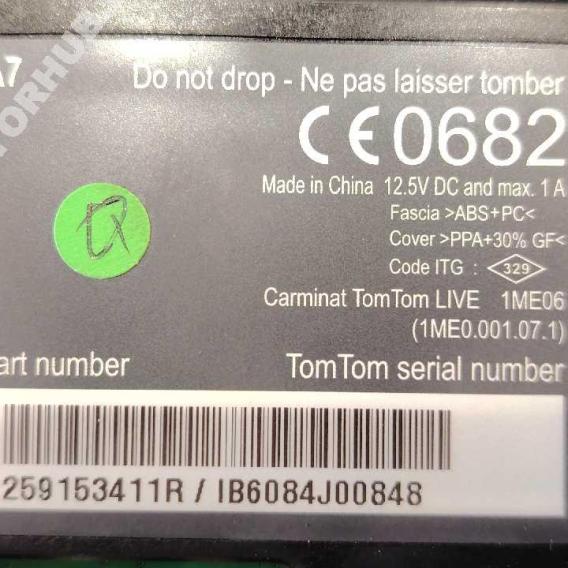 A7
Do not drop - Ne pas laisser tomber
CE0682
Made in China 12.5V DC and max. 1 A
Fascia >ABS+PC<
Cover >PPA+30% GF<
Code ITG : 329
Carminat TomTom LIVE 1ME06
(1ME0.001.07.1)
art number TomTom serial number
259153411R / IB6084J00848